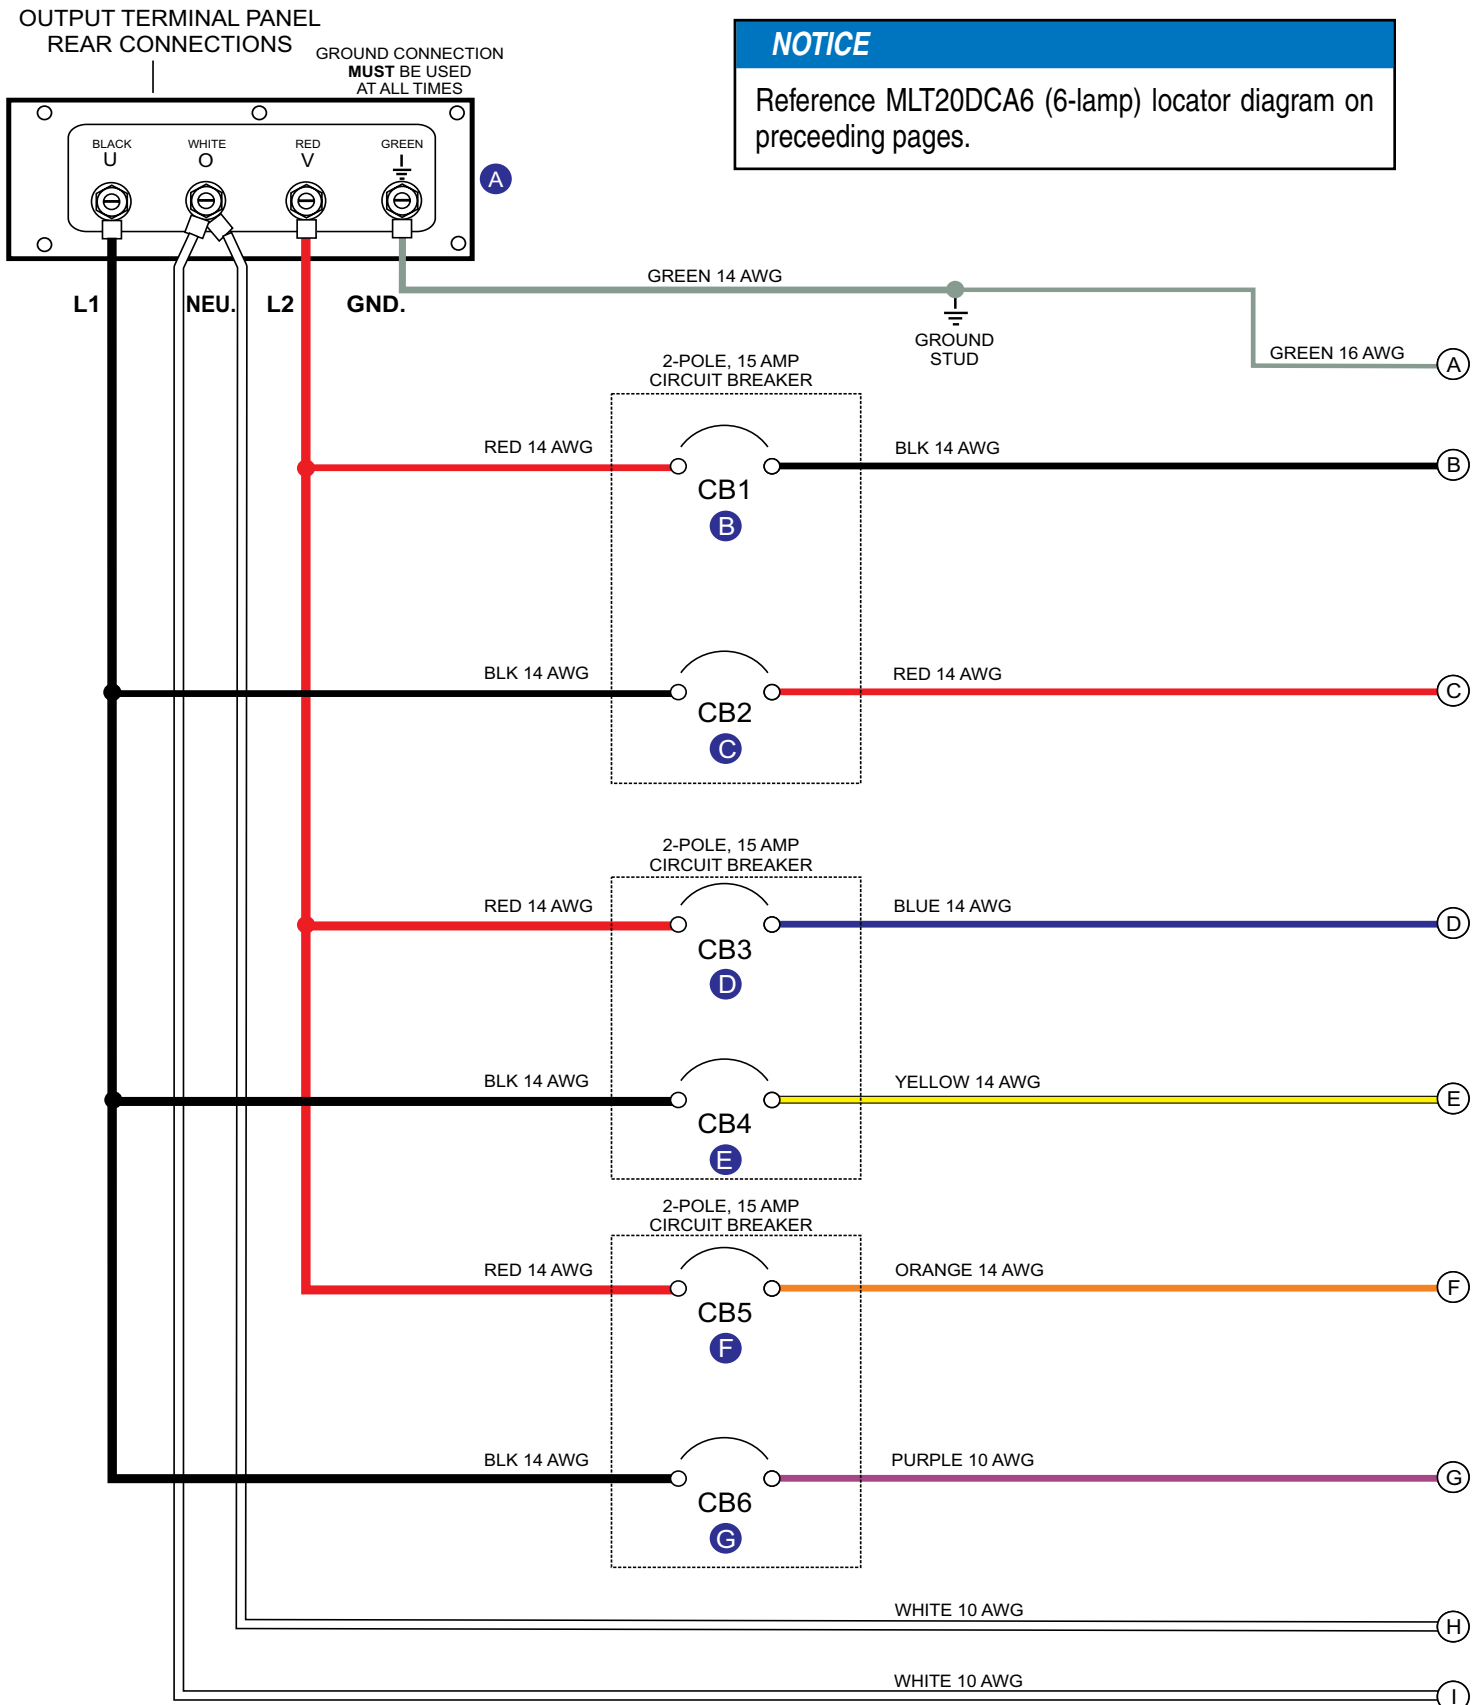 OUTPUT TERMINAL PANEL
REAR CONNECTIONS
GROUND CONNECTION
MUST BE USED
AT ALL TIMES
NOTICE
Reference MLT20DCA6 (6-lamp) locator diagram on
preceeding pages.
BLACK
U
WHITE
O
RED
V
GREEN
A
L1
NEU.
L2
GND.
GREEN 14 AWG
GROUND
STUD
GREEN 16 AWG
A
2-POLE, 15 AMP
CIRCUIT BREAKER
RED 14 AWG
BLK 14 AWG
B
CB1
B
BLK 14 AWG
RED 14 AWG
C
CB2
C
2-POLE, 15 AMP
CIRCUIT BREAKER
RED 14 AWG
BLUE 14 AWG
D
CB3
D
BLK 14 AWG
YELLOW 14 AWG
E
CB4
E
2-POLE, 15 AMP
CIRCUIT BREAKER
RED 14 AWG
ORANGE 14 AWG
F
CB5
F
BLK 14 AWG
PURPLE 10 AWG
G
CB6
G
WHITE 10 AWG
H
WHITE 10 AWG
I